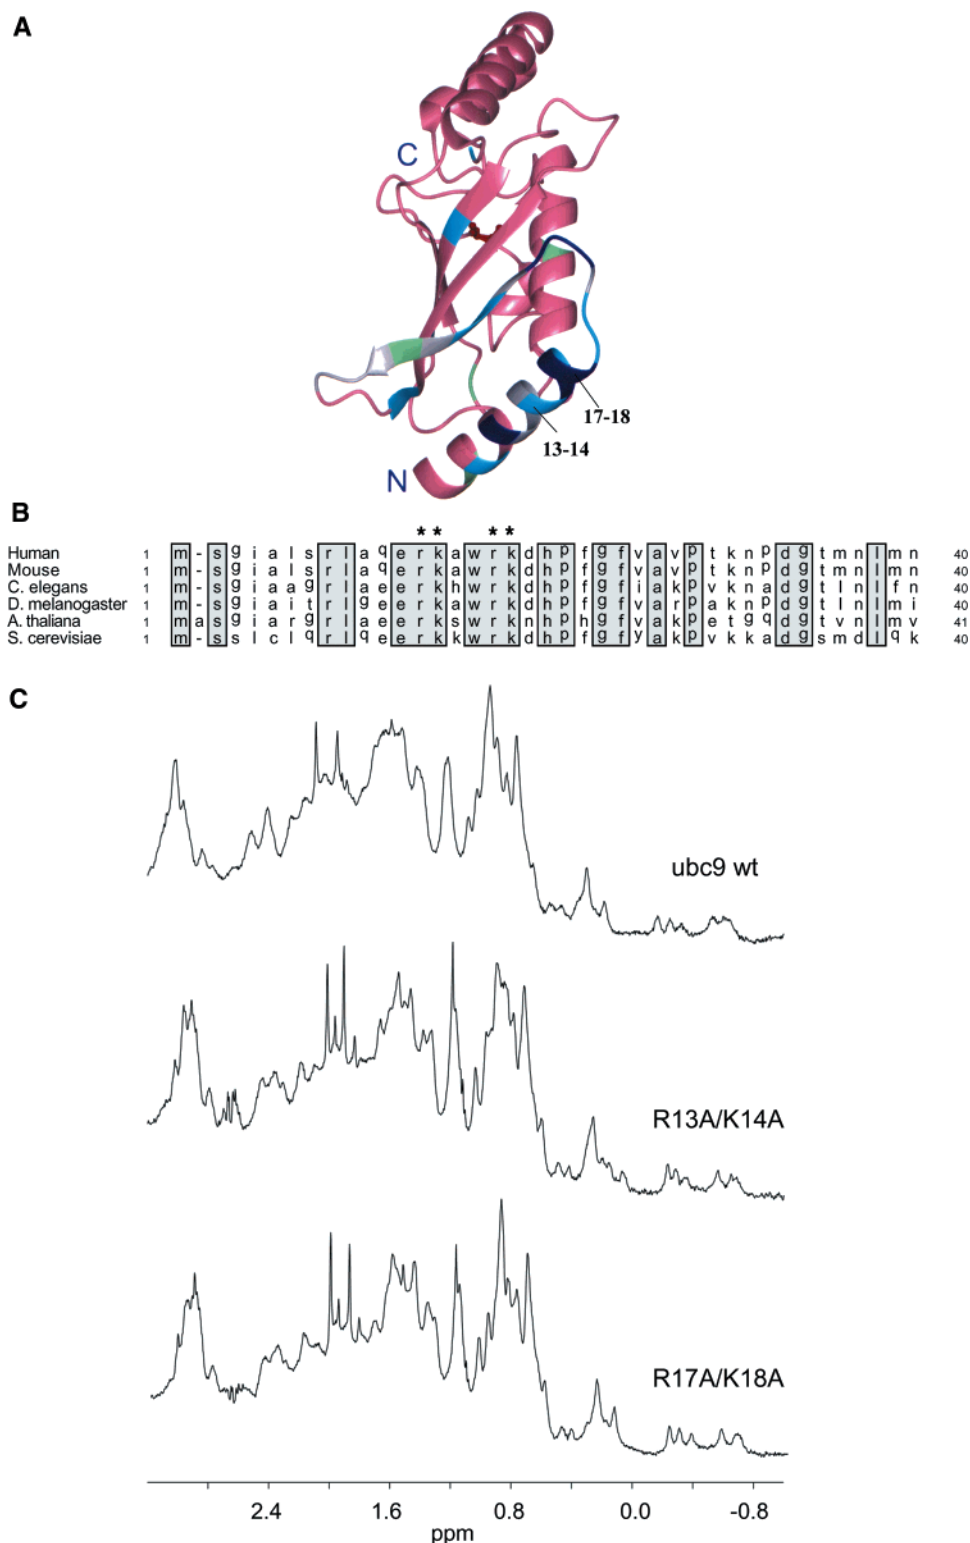 A
C
17-18
13-14
N
B
* * * *
Human 1 m - s g i a l s r l a q e r k a w r k d h p f g f v a v p t k n p d g t m n l m n 40
Mouse 1 m - s g i a l s r l a q e r k a w r k d h p f g f v a v p t k n p d g t m n l m n 40
C. elegans 1 m - s g i a a g r l a e e r k h w r k d h p f g f i a k p v k n a d g t l n l f n 40
D. melanogaster 1 m - s g i a i t r l g e e r k a w r k d h p f g f v a r p a k n p d g t l n l m i 40
A. thaliana 1 m a s g i a r g r l a e e r k s w r k n h p h g f v a k p e t g q d g t v n l m v 41
S. cerevisiae 1 m - s s l c l q r l q e e r k k w r k d h p f g f y a k p v k k a d g s m d l q k 40
C
ubc9 wt
R13A/K14A
R17A/K18A
2.4 1.6 0.8 0.0 -0.8
ppm